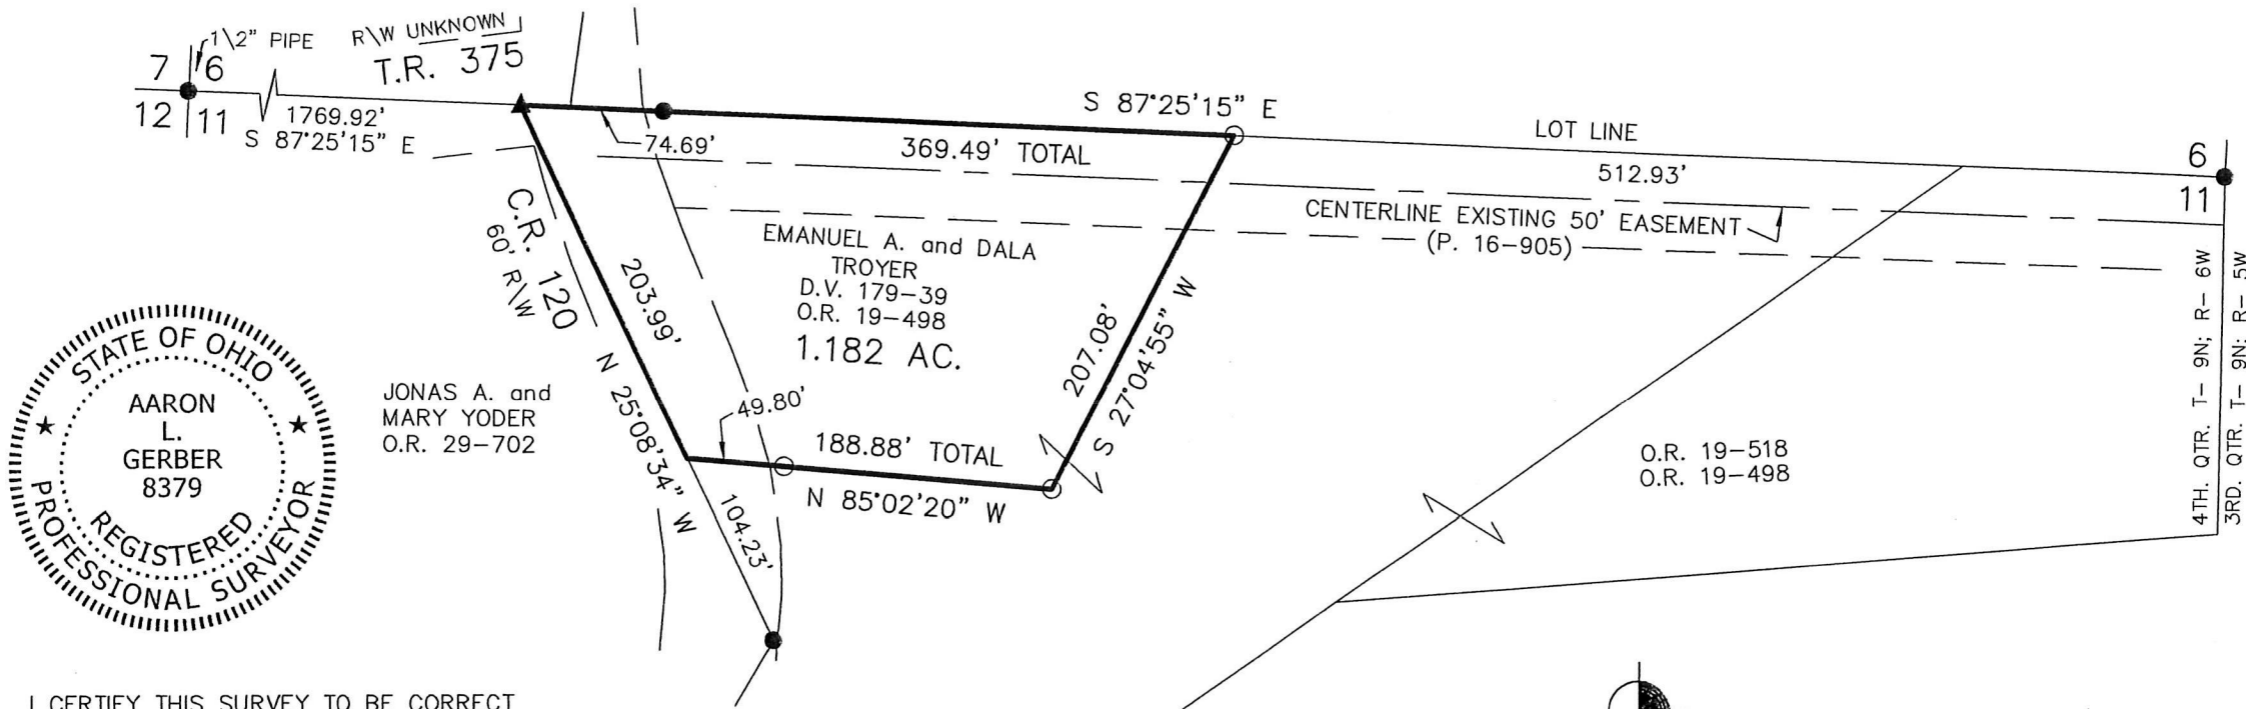 1\2" PIPE
R\W UNKNOWN
T.R. 375
7
6
12
11
1769.92'
S 87°25'15" E
74.69'
S 87°25'15" E
369.49' TOTAL
LOT LINE
512.93'
6
11
CENTERLINE EXISTING 50' EASEMENT
(P. 16-905)
C.R. 120
60' R\W
203.99'
N 25°08'34" W
EMANUEL A. and DALA
TROYER
D.V. 179-39
O.R. 19-498
1.182 AC.
207.08'
S 27°04'55" W
49.80'
188.88' TOTAL
N 85°02'20" W
104.23'
JONAS A. and
MARY YODER
O.R. 29-702
O.R. 19-518
O.R. 19-498
4TH. QTR. T- 9N; R- 6W
3RD. QTR. T- 9N; R- 5W
STATE OF OHIO
AARON
L.
GERBER
8379
REGISTERED
PROFESSIONAL SURVEYOR
I CERTIFY THIS SURVEY TO BE CORRECT